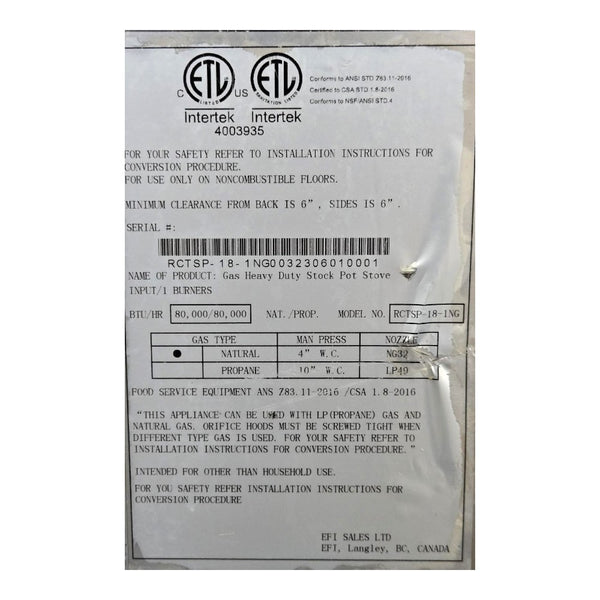 C ETL US ETL
LISTED SANITATION LISTED
Intertek Intertek
4003935
Conforms to ANSI STD Z83.11-2016
Certified to CSA STD 1.8-2016
Conforms to NSF/ANSI STD.4
FOR YOUR SAFETY REFER TO INSTALLATION INSTRUCTIONS FOR
CONVERSION PROCEDURE.
FOR USE ONLY ON NONCOMBUSTIBLE FLOORS.
MINIMUM CLEARANCE FROM BACK IS 6", SIDES IS 6".
SERIAL #:
RCTSP-18-1NG0032306010001
NAME OF PRODUCT: Gas Heavy Duty Stock Pot Stove
INPUT/1 BURNERS
BTU/HR 80,000/80,000 NAT./PROP. MODEL NO. RCTSP-18-1NG
GAS TYPE MAN PRESS NOZZLE
● NATURAL 4" W.C. NG32
PROPANE 10" W.C. LP49
FOOD SERVICE EQUIPMENT ANS Z83.11-2016 /CSA 1.8-2016
"THIS APPLIANCE CAN BE USED WITH LP(PROPANE) GAS AND
NATURAL GAS. ORIFICE HOODS MUST BE SCREWED TIGHT WHEN
DIFFERENT TYPE GAS IS USED. FOR YOUR SAFETY REFER TO
INSTALLATION INSTRUCTIONS FOR CONVERSION PROCEDURE."
INTENDED FOR OTHER THAN HOUSEHOLD USE.
FOR YOU SAFETY REFER INSTALLATION INSTRUCTIONS FOR
CONVERSION PROCEDURE
EFI SALES LTD
EFI, Langley, BC, CANADA